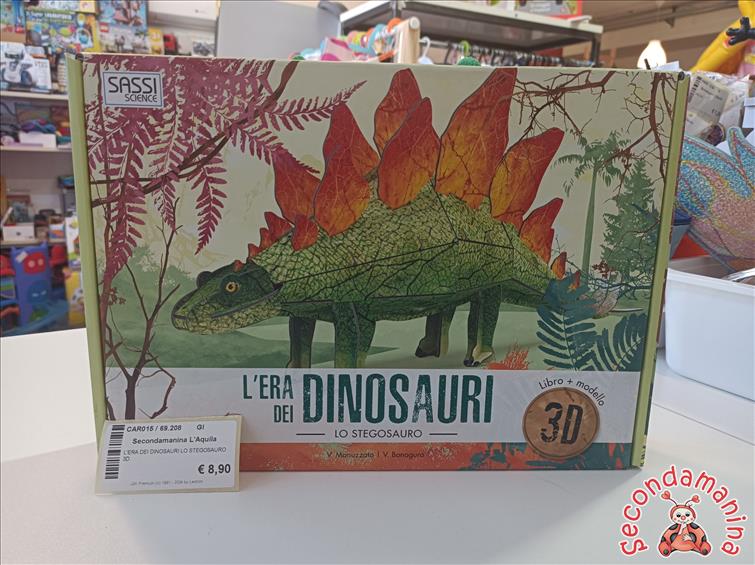 SASSI
SCIENCE
L'ERA
DEI
DINOSAURI
LO STEGOSAURO
V. Manuzzato | V. Bonaguro
Libro + modello
3D
CAR015 / 69.208 GI
Secondamanina L'Aquila
L'ERA DEI DINOSAURI LO STEGOSAURO
3D
€ 8,90
Secondamanina